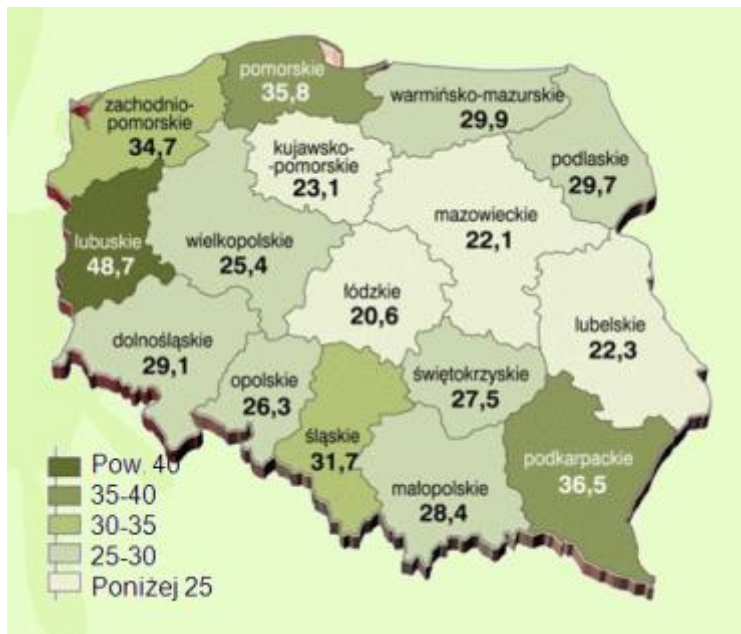 pomorskie
35,8
zachodnio-
pomorskie
34,7
warmińsko-mazurskie
29,9
kujawsko-
-pomorskie
23,1
podlaskie
29,7
mazowieckie
22,1
lubuskie
48,7
wielkopolskie
25,4
łódzkie
20,6
lubelskie
22,3
dolnośląskie
29,1
opolskie
26,3
świętokrzyskie
27,5
śląskie
31,7
podkarpackie
36,5
małopolskie
28,4
Pow. 40
35-40
30-35
25-30
Poniżej 25